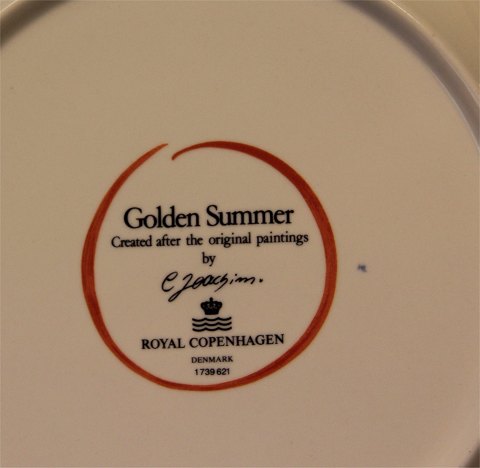 Golden Summer
Created after the original paintings
by
C Joachim.
ROYAL COPENHAGEN
DENMARK
1739621